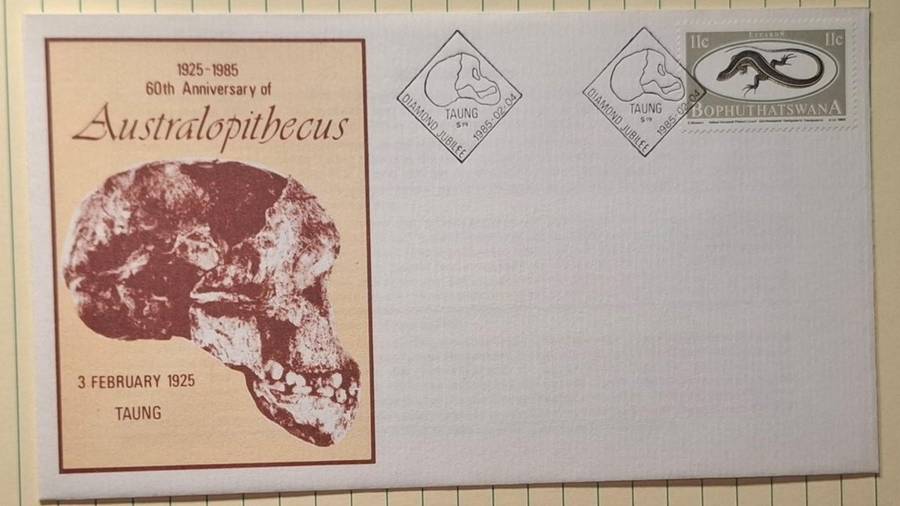 1925-1985
60th Anniversary of
Australopithecus
3 FEBRUARY 1925
TAUNG
TAUNG
DIAMOND JUBILEE
1985-02-04
TAUNG
DIAMOND JUBILEE
1985-02-04
11c
11c
BOPHUTHATSWANA